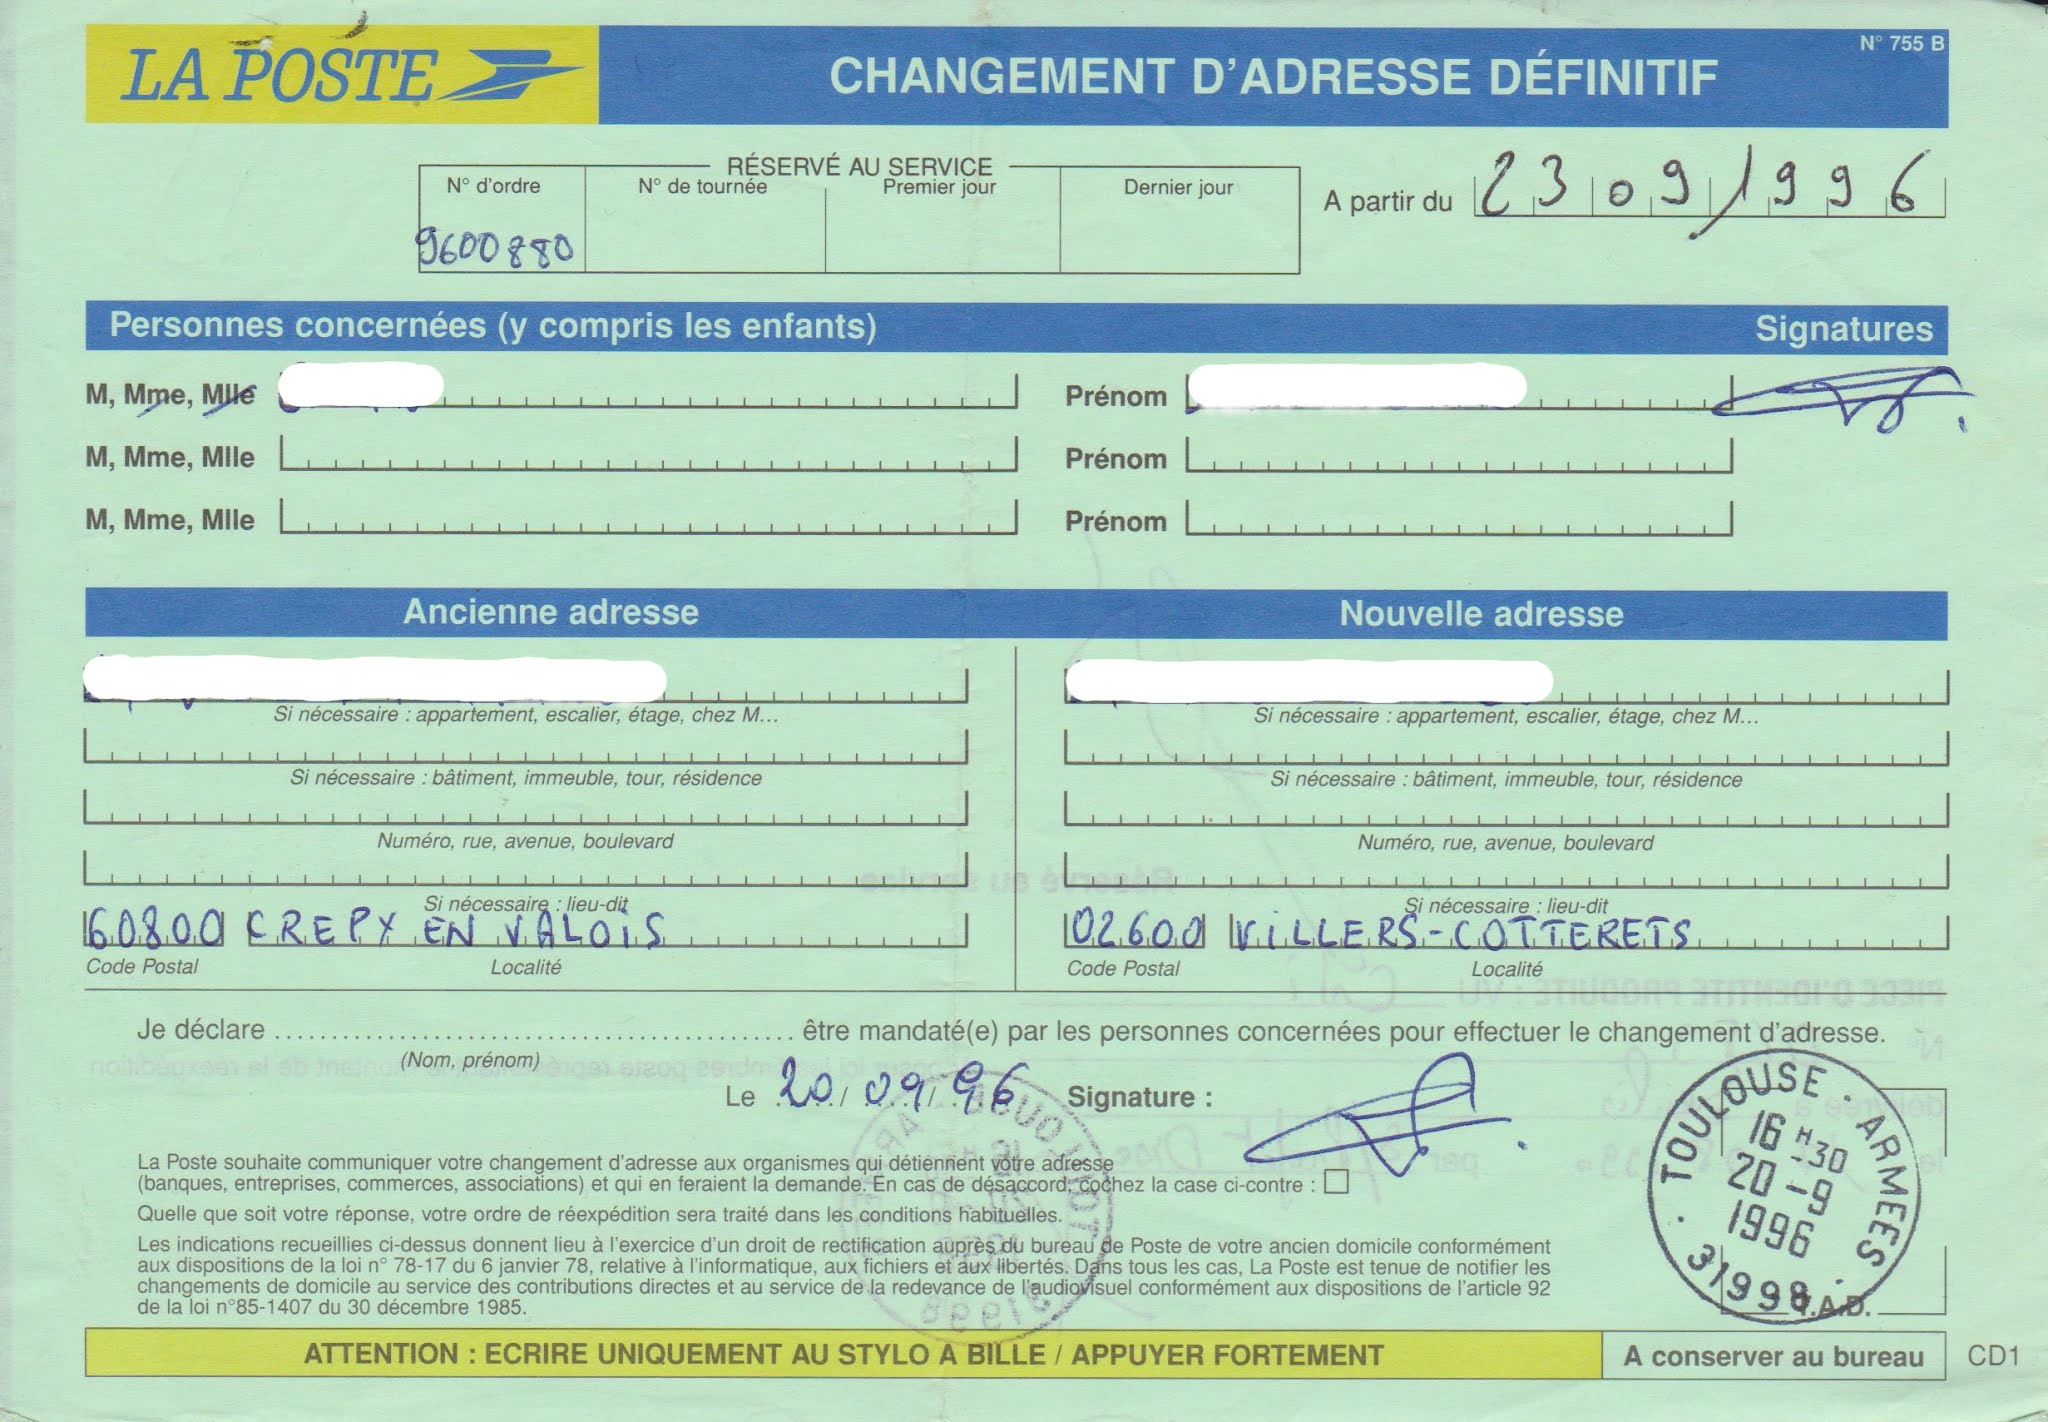 LA POSTE
CHANGEMENT D'ADRESSE DÉFINITIF
N° 755 B
RÉSERVÉ AU SERVICE
N° d'ordre N° de tournée Premier jour Dernier jour
9600880
A partir du 23 09/1996
Personnes concernées (y compris les enfants) Signatures
M, Mme, Mlle Prénom
M, Mme, Mlle Prénom
M, Mme, Mlle Prénom
Ancienne adresse Nouvelle adresse
Si nécessaire : appartement, escalier, étage, chez M... Si nécessaire : appartement, escalier, étage, chez M...
Si nécessaire : bâtiment, immeuble, tour, résidence Si nécessaire : bâtiment, immeuble, tour, résidence
Numéro, rue, avenue, boulevard Numéro, rue, avenue, boulevard
Si nécessaire : lieu-dit Si nécessaire : lieu-dit
60800 CREPY EN VALOIS 02600 VILLERS-COTTERETS
Code Postal Localité Code Postal Localité
Je déclare ............................................ être mandaté(e) par les personnes concernées pour effectuer le changement d'adresse.
(Nom, prénom)
Le 20/09/96 Signature :
TOULOUSE - ARMEES
16 H -30
20 -9
1996
31998
La Poste souhaite communiquer votre changement d'adresse aux organismes qui détiennent votre adresse
(banques, entreprises, commerces, associations) et qui en feraient la demande. En cas de désaccord, cochez la case ci-contre :
Quelle que soit votre réponse, votre ordre de réexpédition sera traité dans les conditions habituelles.
Les indications recueillies ci-dessus donnent lieu à l'exercice d'un droit de rectification auprès du bureau de Poste de votre ancien domicile conformément
aux dispositions de la loi n° 78-17 du 6 janvier 78, relative à l'informatique, aux fichiers et aux libertés. Dans tous les cas, La Poste est tenue de notifier les
changements de domicile au service des contributions directes et au service de la redevance de l'audiovisuel conformément aux dispositions de l'article 92
de la loi n°85-1407 du 30 décembre 1985.
T.A.D.
ATTENTION : ECRIRE UNIQUEMENT AU STYLO A BILLE / APPUYER FORTEMENT
A conserver au bureau
CD1